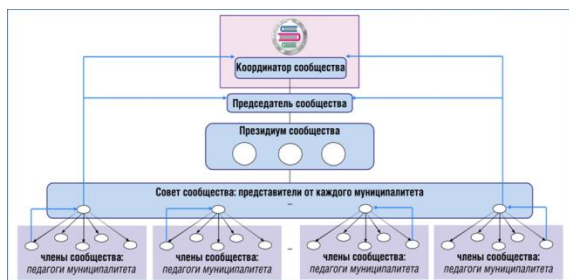 Координатор сообщества
Председатель сообщества
Президиум сообщества
Совет сообщества: представители от каждого муниципалитета
..
члены сообщества:
педагоги муниципалитета
члены сообщества:
педагоги муниципалитета
..
члены сообщества:
педагоги муниципалитета
члены сообщества:
педагоги муниципалитета